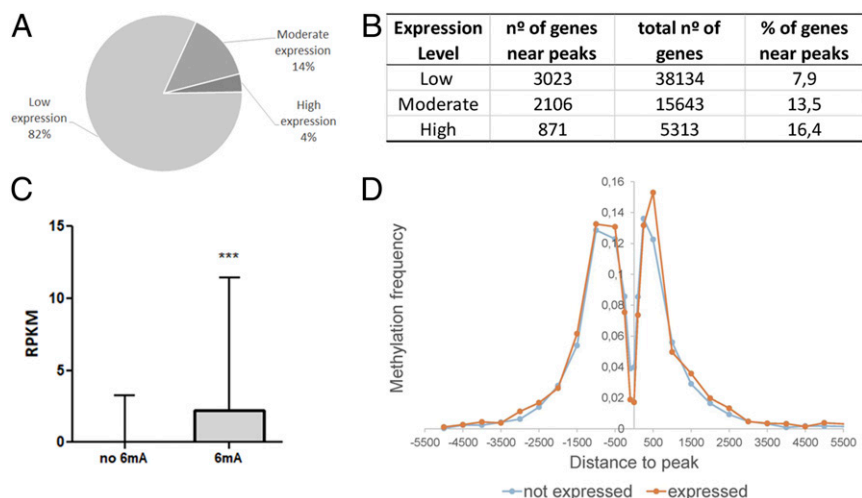 A
Moderate
expression
14%
High
expression
4%
Low
expression
82%
B
Expression Level nº of genes near peaks total nº of genes % of genes near peaks
Low 3023 38134 7,9
Moderate 2106 15643 13,5
High 871 5313 16,4
C
RPKM
15
10
5
0
***
no 6mA 6mA
D
Methylation frequency
0,16
0,14
0,12
0,1
0,08
0,06
0,04
0,02
0
-5500 -4500 -3500 -2500 -1500 -500 500 1500 2500 3500 4500 5500
Distance to peak
not expressed expressed